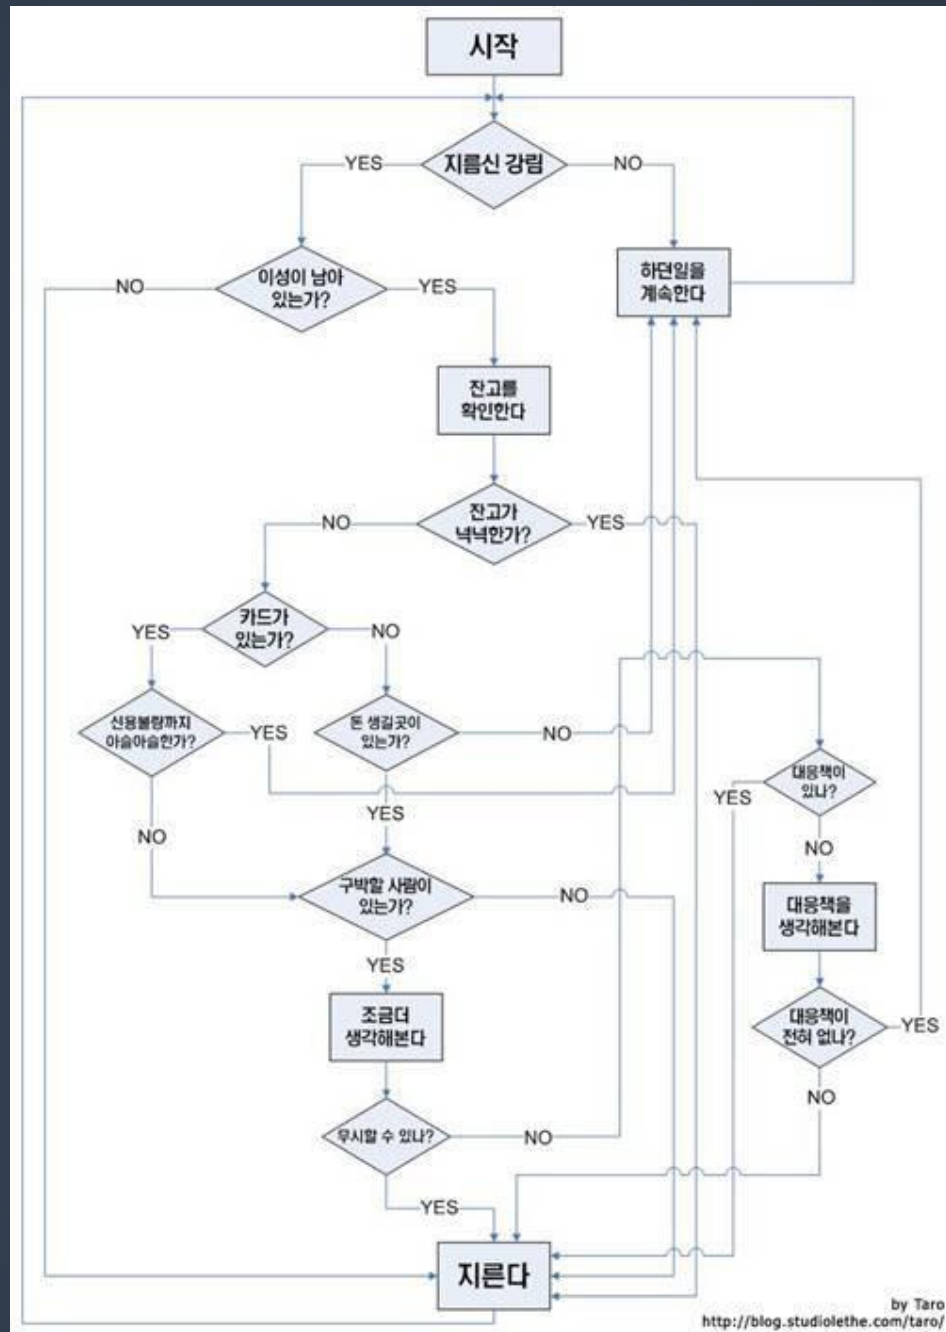 시작
지름신 강림
YES
NO
이성이 남아
있는가?
NO
YES
하던일을
계속한다
잔고를
확인한다
잔고가
넉넉한가?
NO
YES
카드가
있는가?
YES
NO
신용불량까지
아슬아슬한가?
YES
NO
돈 생길곳이
있는가?
NO
YES
대응책이
있나?
YES
NO
구박할 사람이
있는가?
NO
YES
대응책을
생각해본다
조금더
생각해본다
대응책이
전혀 없나?
YES
NO
무시할 수 있나?
NO
YES
지른다
by Taro
http://blog.studiolethe.com/taro/